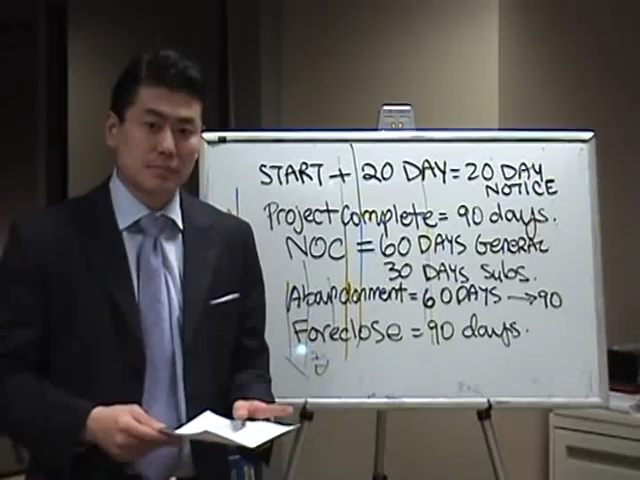 START + 20 DAY = 20 DAY
NOTICE
Project Complete = 90 days.
NOC = 60 DAYS GENERAL
30 DAYS Subs.
Abandonment = 60 DAYS → 90
Foreclose = 90 days.